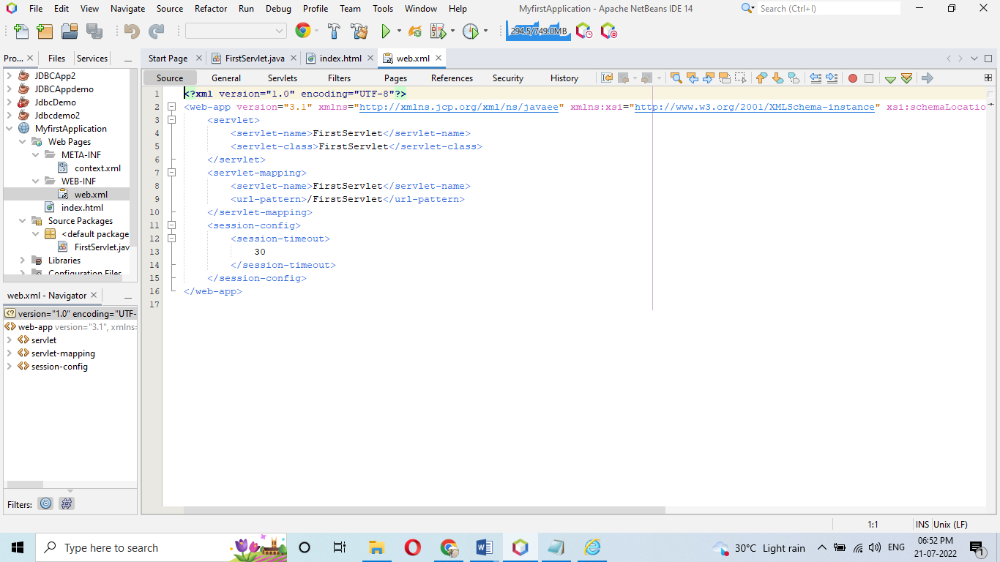 File Edit View Navigate Source Refactor Run Debug Profile Team Tools Window Help MyfirstApplication - Apache NetBeans IDE 14 Search (Ctrl+I)
294.5/749.0MB
Pro... Files Services
Start Page FirstServlet.java index.html web.xml
Source General Servlets Filters Pages References Security History
JDBCApp2
JDBCAppdemo
JdbcDemo
Jdbcdemo2
MyfirstApplication
Web Pages
META-INF
context.xml
WEB-INF
web.xml
index.html
Source Packages
<default package
FirstServlet.jav
Libraries
Configuration Files
1 <?xml version="1.0" encoding="UTF-8"?>
2 <web-app version="3.1" xmlns="http://xmlns.jcp.org/xml/ns/javaee" xmlns:xsi="http://www.w3.org/2001/XMLSchema-instance" xsi:schemaLocatio
3 <servlet>
4 <servlet-name>FirstServlet</servlet-name>
5 <servlet-class>FirstServlet</servlet-class>
6 </servlet>
7 <servlet-mapping>
8 <servlet-name>FirstServlet</servlet-name>
9 <url-pattern>/FirstServlet</url-pattern>
10 </servlet-mapping>
11 <session-config>
12 <session-timeout>
13 30
14 </session-timeout>
15 </session-config>
16 </web-app>
17
web.xml - Navigator
version="1.0" encoding="UTF-
web-app version="3.1", xmlns=
servlet
servlet-mapping
session-config
Filters:
1:1 INS Unix (LF)
Type here to search
30°C Light rain ENG
06:52 PM
21-07-2022
1